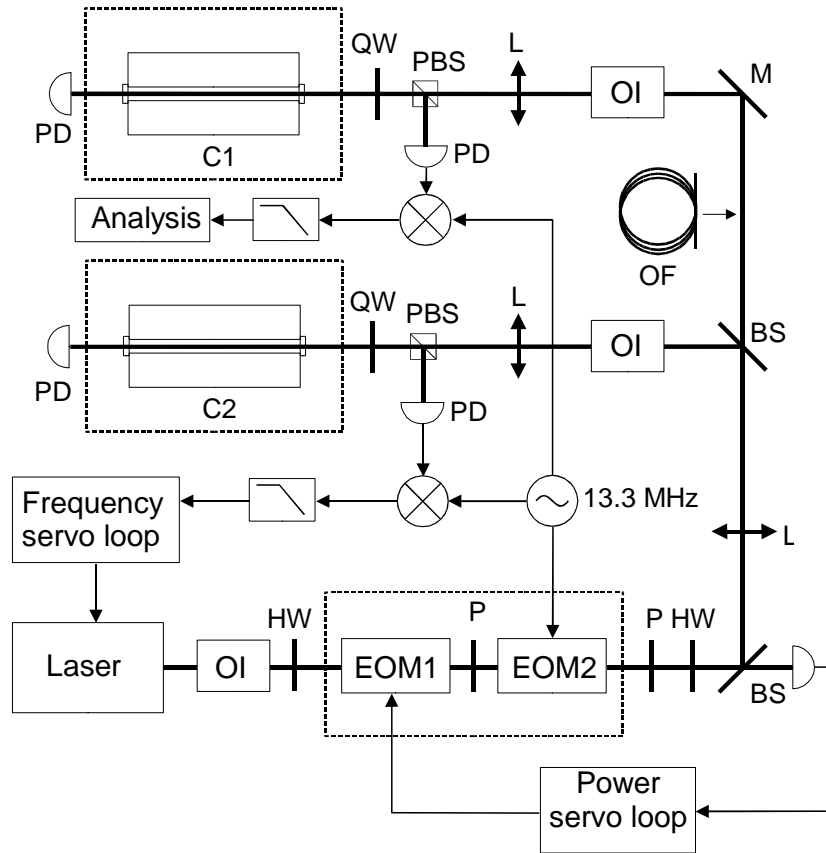 QW
PBS
L
M
OI
PD
C1
PD
Analysis
OF
QW
PBS
L
BS
OI
PD
C2
PD
Frequency
servo loop
13.3 MHz
L
HW
P
P HW
Laser
OI
EOM1
EOM2
BS
Power
servo loop